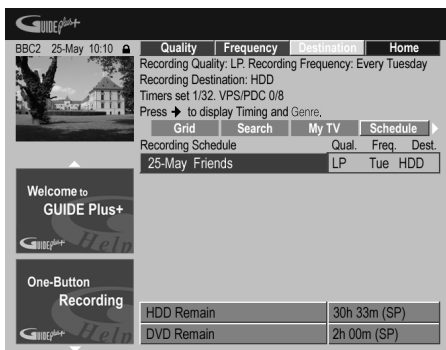 GUIDE Plus+
BBC2 25-May 10:10
Quality Frequency Destination Home
Recording Quality: LP. Recording Frequency: Every Tuesday
Recording Destination: HDD
Timers set 1/32. VPS/PDC 0/8
Press → to display Timing and Genre.
Grid Search My TV Schedule
Recording Schedule Qual. Freq. Dest.
25-May Friends LP Tue HDD
Welcome to
GUIDE Plus+
GUIDE Plus+ Help
One-Button
Recording
GUIDE Plus+ Help
HDD Remain 30h 33m (SP)
DVD Remain 2h 00m (SP)